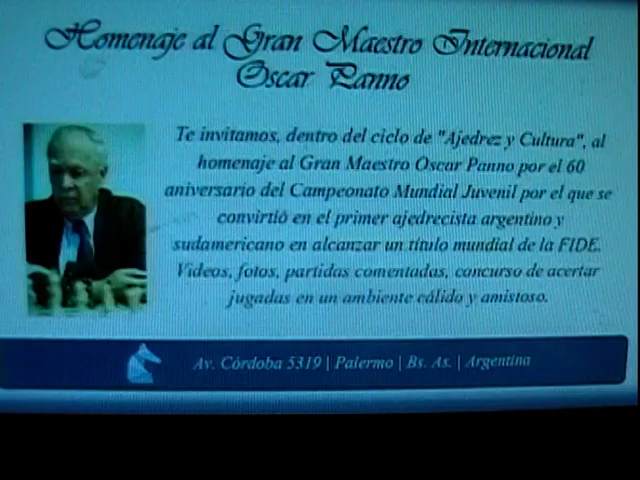 Homenaje al Gran Maestro Internacional
Oscar Panno
Te invitamos, dentro del ciclo de "Ajedrez y Cultura", al
homenaje al Gran Maestro Oscar Panno por el 60
aniversario del Campeonato Mundial Juvenil por el que se
convirtió en el primer ajedrecista argentino y
sudamericano en alcanzar un título mundial de la FIDE.
Videos, fotos, partidas comentadas, concurso de acertar
jugadas en un ambiente cálido y amistoso.
Av. Córdoba 5319 | Palermo | Bs. As. | Argentina